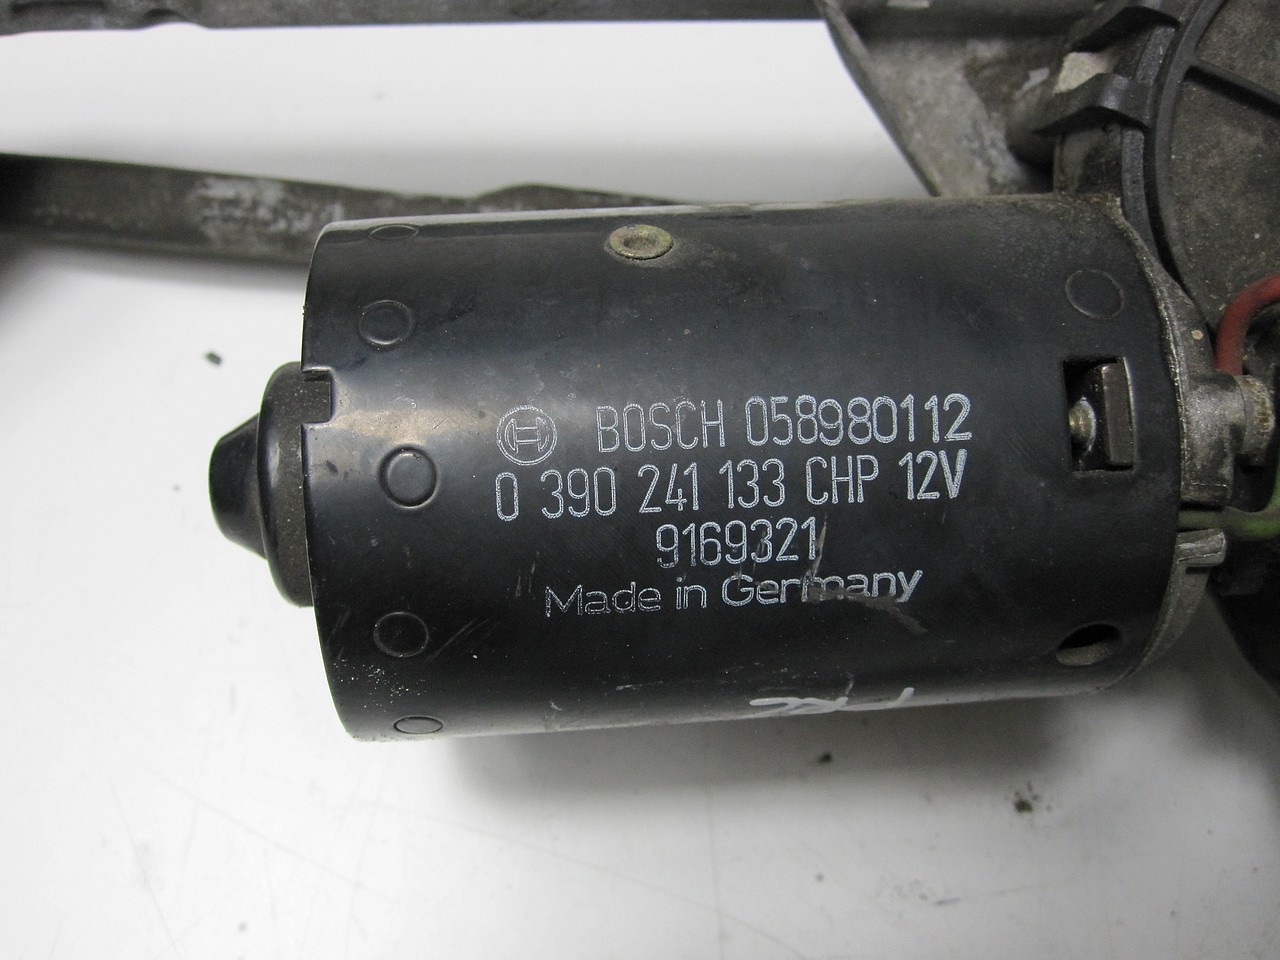 BOSCH 058980112
0 390 241 133 CHP 12V
9169321
Made in Germany